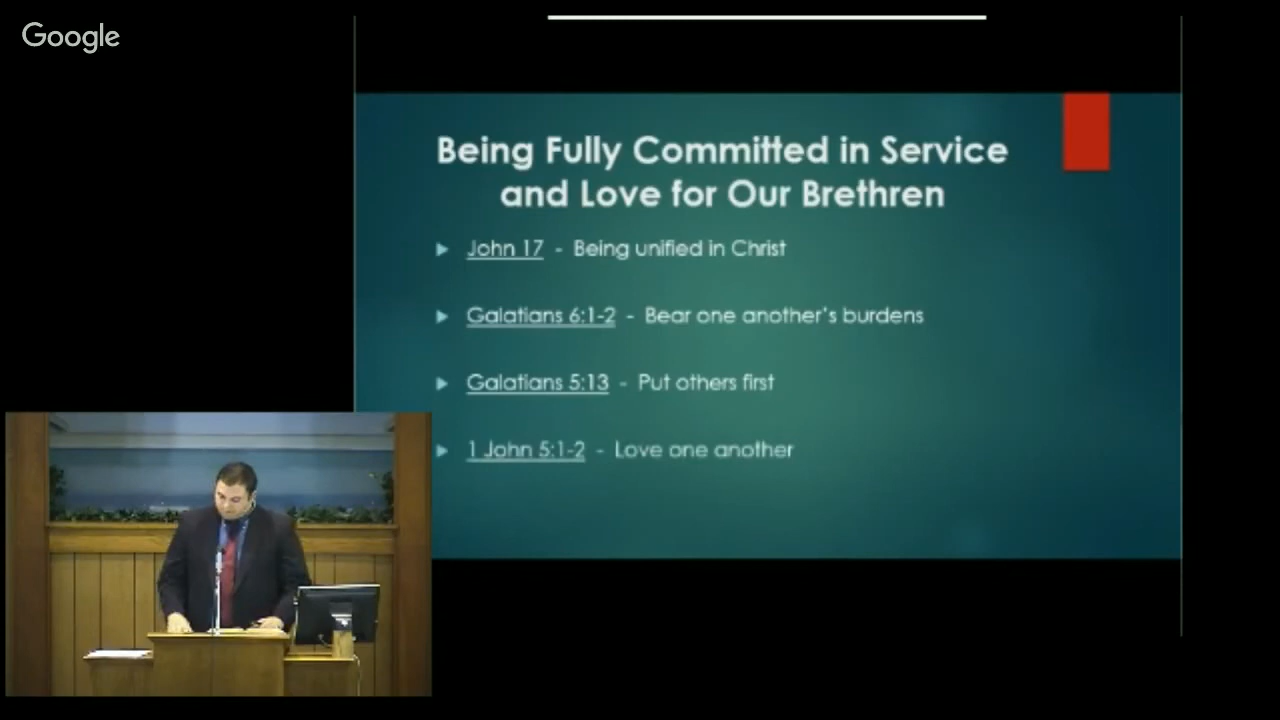 Google
Being Fully Committed in Service
and Love for Our Brethren
John 17 - Being unified in Christ
Galatians 6:1-2 - Bear one another's burdens
Galatians 5:13 - Put others first
1 John 5:1-2 - Love one another